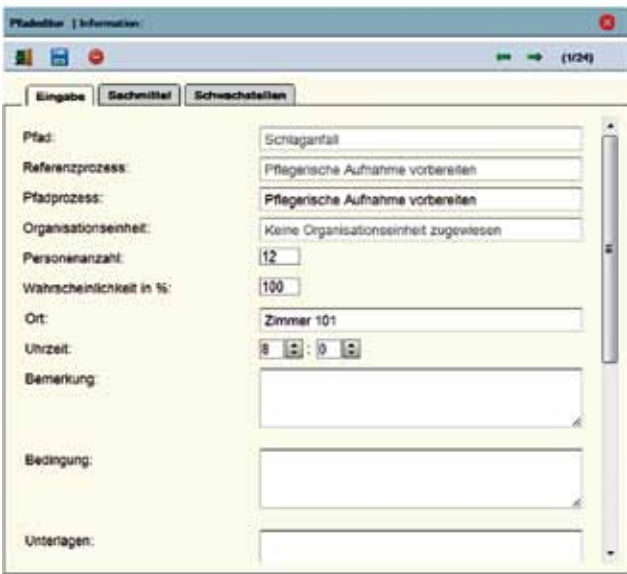 Pfadeditor | Information:
(1/24)
Eingabe Sachmittel Schwachstellen
Pfad: Schlaganfall
Referenzprozess: Pflegerische Aufnahme vorbereiten
Pfadprozess: Pflegerische Aufnahme vorbereiten
Organisationseinheit: Keine Organisationseinheit zugewiesen
Personenanzahl: 12
Wahrscheinlichkeit in %: 100
Ort: Zimmer 101
Uhrzeit: 8 : 0
Bemerkung:
Bedingung:
Unterlagen: